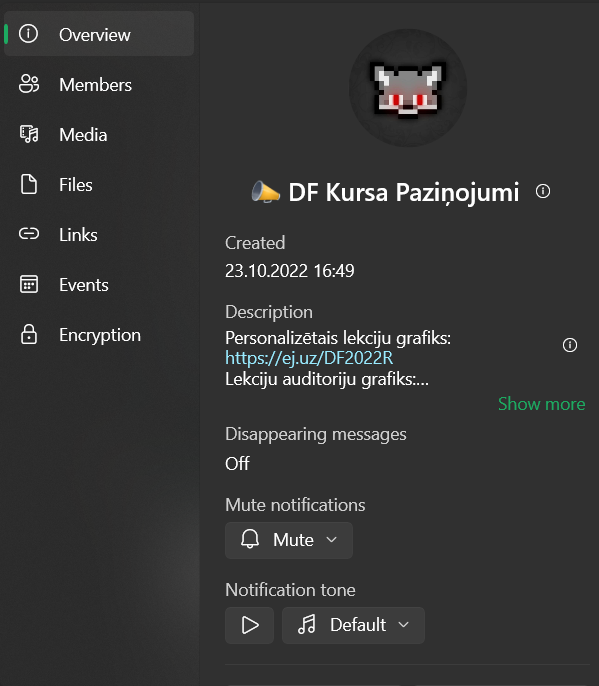 Overview
Members
Media
Files
Links
Events
Encryption
DF Kursa Paziņojumi
Created
23.10.2022 16:49
Description
Personalizētais lekciju grafiks:
https://ej.uz/DF2022R
Lekciju auditoriju grafiks:...
Show more
Disappearing messages
Off
Mute notifications
Mute
Notification tone
Default